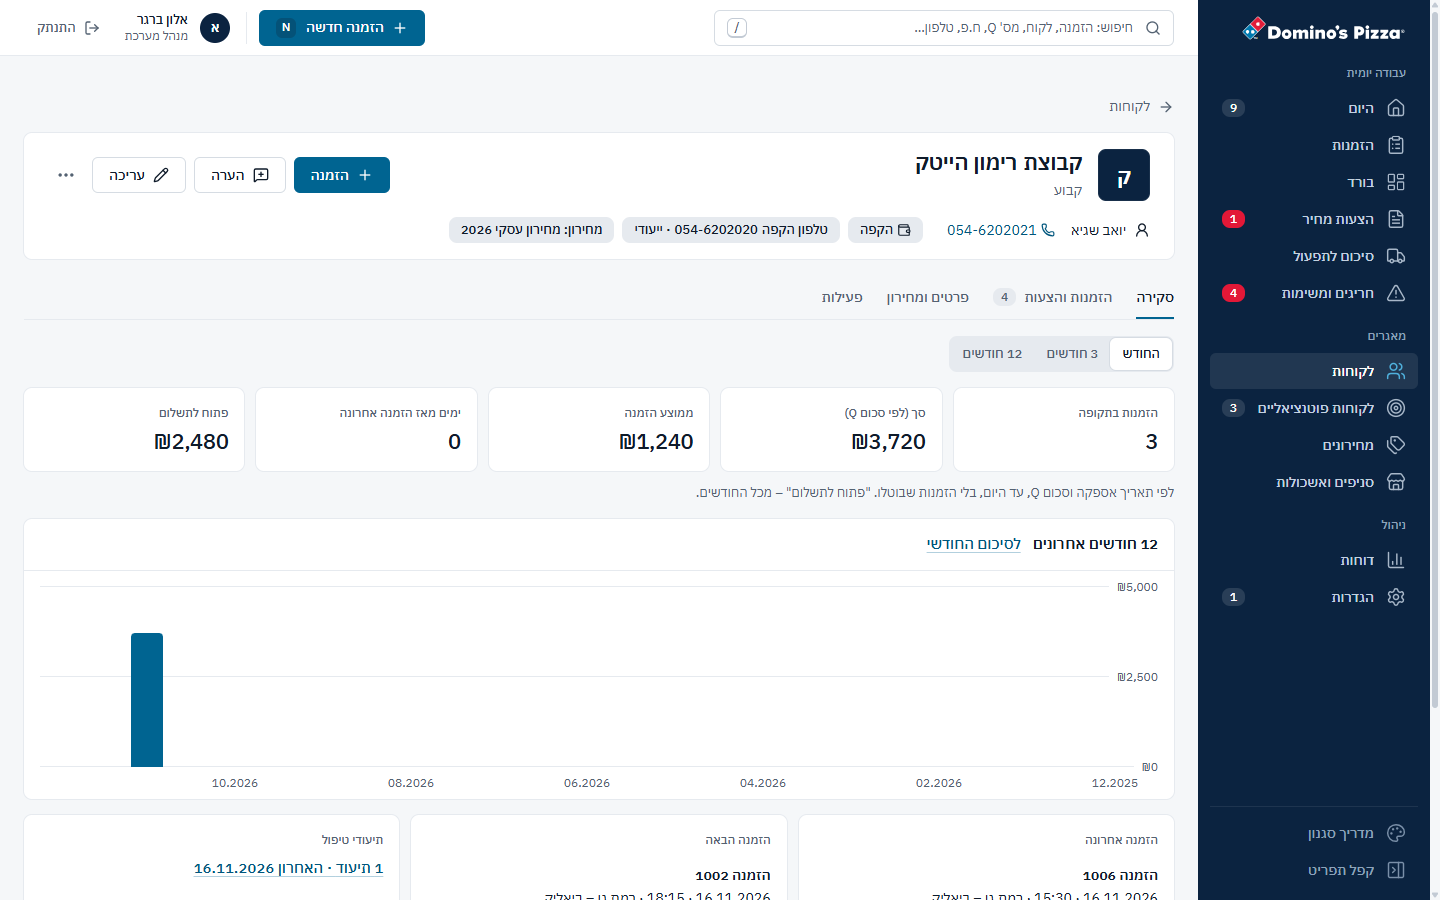 Domino's Pizza
עבודה יומית
היום 9
הזמנות
בורד
הצעות מחיר 1
סיכום לתפעול
חריגים ומשימות 4
מאגרים
לקוחות
לקוחות פוטנציאליים 3
מחירונים
סניפים ואשכולות
ניהול
דוחות
הגדרות 1
מדריך סגנון
קפל תפריט
חיפוש: הזמנה, לקוח, מס' Q, ח.פ, טלפון... /
הזמנה חדשה N
א
אלון ברגר
מנהל מערכת
התנתק
לקוחות
ק
קבוצת רימון הייטק
קבוע
הזמנה
הערה
עריכה
יואב שגיא 054-6202021 הקפה טלפון הקפה 054-6202020 · ייעודי מחירון: מחירון עסקי 2026
סקירה הזמנות והצעות 4 פרטים ומחירון פעילות
החודש 3 חודשים 12 חודשים
הזמנות בתקופה
3
סך (לפי סכום Q)
₪3,720
ממוצע הזמנה
₪1,240
ימים מאז הזמנה אחרונה
0
פתוח לתשלום
₪2,480
לפי תאריך אספקה וסכום Q, עד היום, בלי הזמנות שבוטלו. "פתוח לתשלום" – מכל החודשים.
12 חודשים אחרונים לסיכום החודשי
₪5,000
₪2,500
₪0
12.2025 02.2026 04.2026 06.2026 08.2026 10.2026
הזמנה אחרונה
הזמנה 1006
16.11.2026 · 15:30 · רמת גן – ביאליק
הזמנה הבאה
הזמנה 1002
16.11.2026 · 18:15 · רמת גן – ביאליק
תיעודי טיפול
1 תיעוד · האחרון 16.11.2026